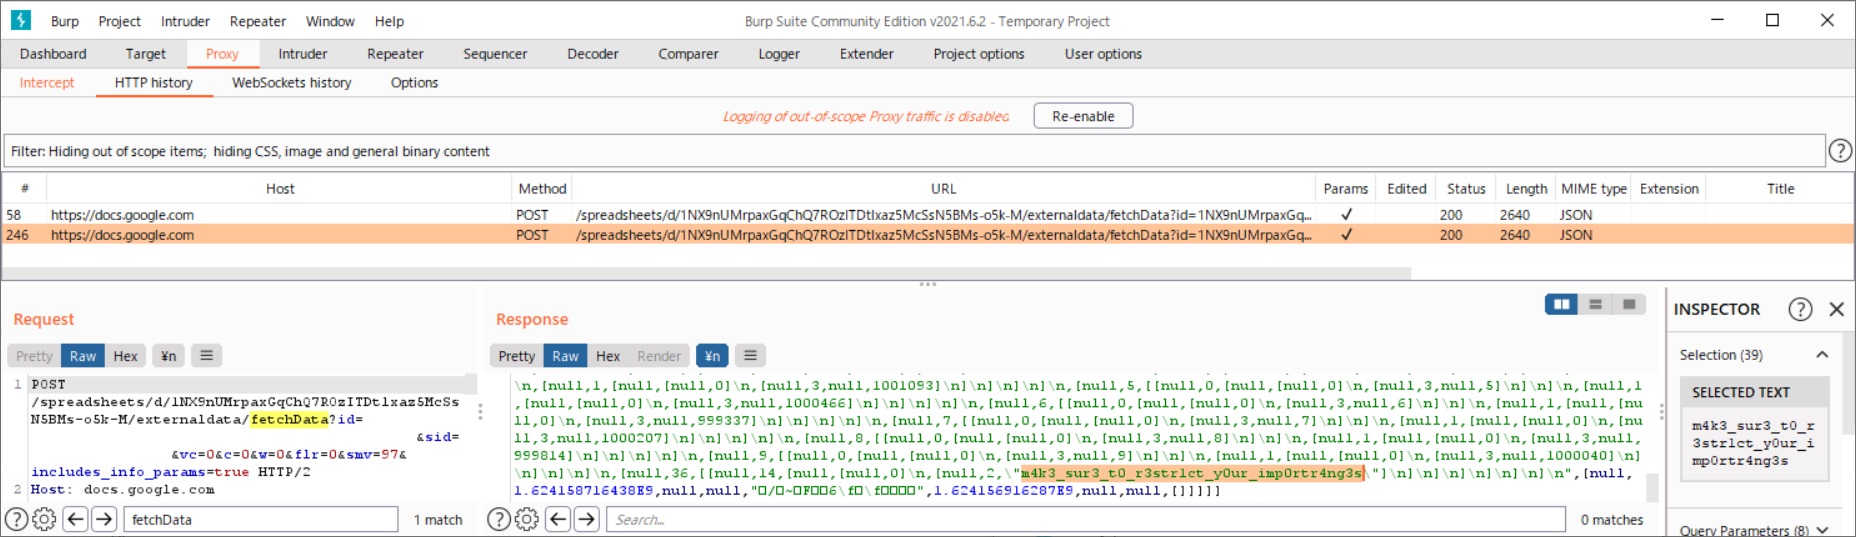 Burp Project Intruder Repeater Window Help Burp Suite Community Edition v2021.6.2 - Temporary Project
Dashboard Target Proxy Intruder Repeater Sequencer Decoder Comparer Logger Extender Project options User options
Intercept HTTP history WebSockets history Options
Logging of out-of-scope Proxy traffic is disabled Re-enable
Filter: Hiding out of scope items; hiding CSS, image and general binary content
# Host Method URL Params Edited Status Length MIME type Extension Title
58 https://docs.google.com POST /spreadsheets/d/1NX9nUMrpaxGqChQ7ROzITDtlxaz5McSsN5BMs-o5k-M/externaldata/fetchData?id=1NX9nUMrpaxGq... ✓ 200 2640 JSON
246 https://docs.google.com POST /spreadsheets/d/1NX9nUMrpaxGqChQ7ROzITDtlxaz5McSsN5BMs-o5k-M/externaldata/fetchData?id=1NX9nUMrpaxGq... ✓ 200 2640 JSON
Request
Pretty Raw Hex \n
1 POST
/spreadsheets/d/1NX9nUMrpaxGqChQ7ROzITDtlxaz5McSs
N5BMs-o5k-M/externaldata/fetchData?id=
&sid=
&vc=0&c=0&w=0&flr=0&smv=97&
includes_info_params=true HTTP/2
2 Host: docs.google.com
fetchData 1 match
Response
Pretty Raw Hex Render \n
\n,[null,1,[null,[null,0]\n,[null,3,null,1001093]\n]\n]\n]\n]\n,[null,5,[[null,0,[null,[null,0]\n,[null,3,null,5]\n]\n]\n,[null,1
,[null,[null,0]\n,[null,3,null,1000466]\n]\n]\n]\n]\n,[null,6,[[null,0,[null,[null,0]\n,[null,3,null,6]\n]\n]\n,[null,1,[null,[nu
ll,0]\n,[null,3,null,999337]\n]\n]\n]\n]\n,[null,7,[[null,0,[null,[null,0]\n,[null,3,null,7]\n]\n]\n,[null,1,[null,[null,0]\n,[nu
ll,3,null,1000207]\n]\n]\n]\n]\n,[null,8,[[null,0,[null,[null,0]\n,[null,3,null,8]\n]\n]\n,[null,1,[null,[null,0]\n,[null,3,null,
999814]\n]\n]\n]\n]\n,[null,9,[[null,0,[null,[null,0]\n,[null,3,null,9]\n]\n]\n,[null,1,[null,[null,0]\n,[null,3,null,1000040]\n]
\n]\n]\n]\n,[null,36,[[null,14,[null,[null,0]\n,[null,2,\"m4k3_sur3_t0_r3str1ct_y0ur_imp0rtr4ng3s\"]\n]\n]\n]\n]\n]\n]\n",[null,
1.624158716438E9,null,null,"1.624156916287E9,null,null,[]]]]]
Search... 0 matches
INSPECTOR
Selection (39)
SELECTED TEXT
m4k3_sur3_t0_r
3str1ct_y0ur_i
mp0rtr4ng3s
Query Parameters (8)